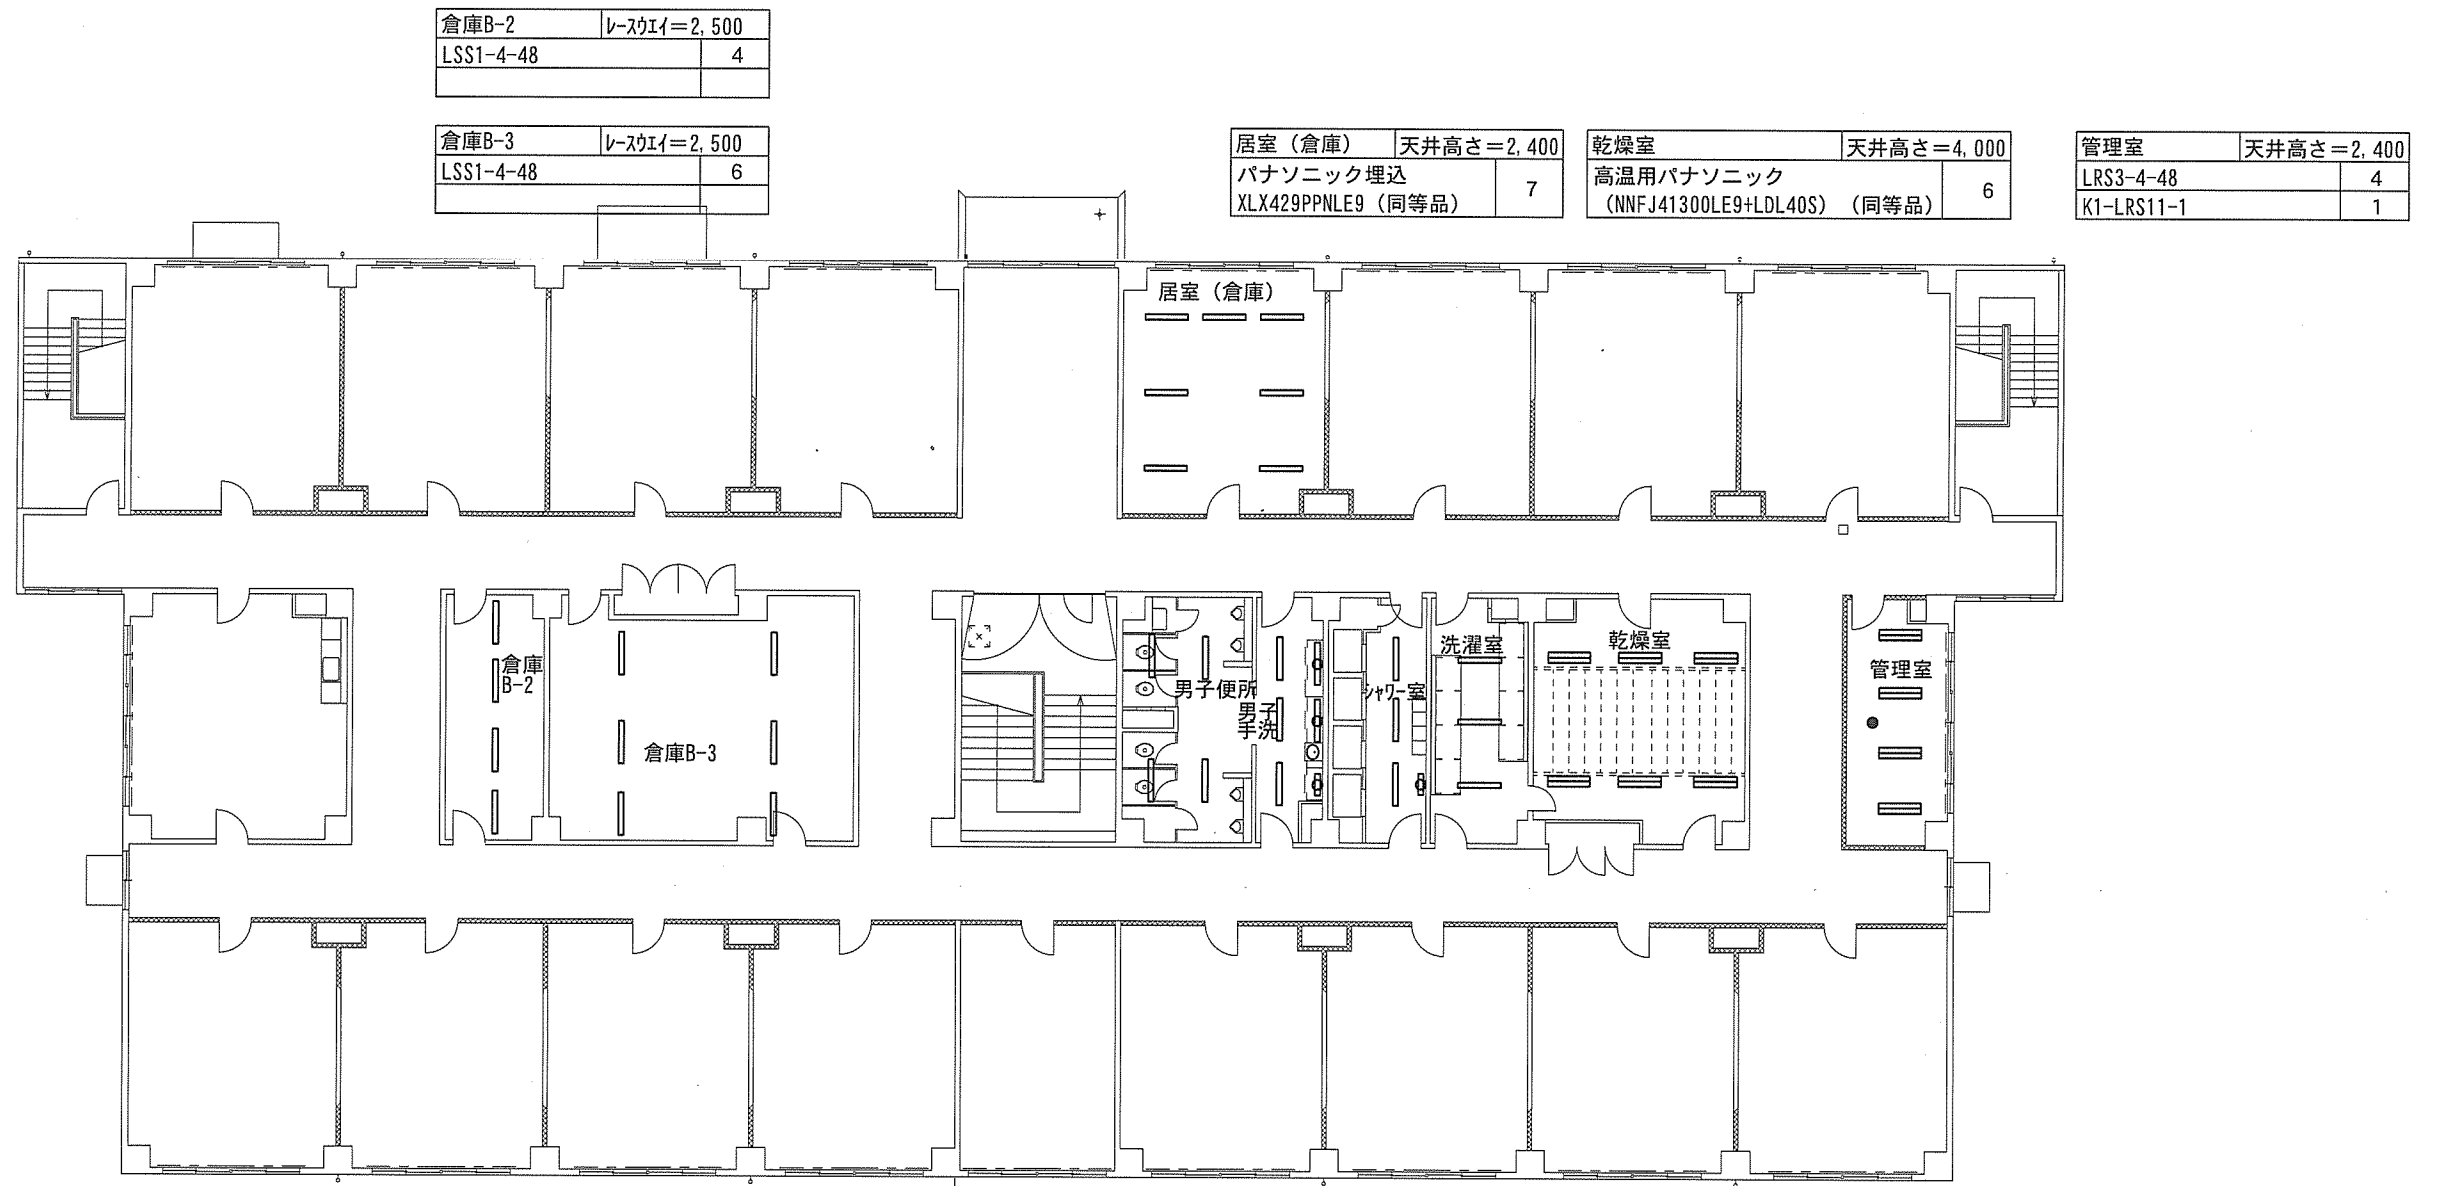 倉庫B-2 ﾚｰｽｳｴｲ=2,500
LSS1-4-48 4
倉庫B-3 ﾚｰｽｳｴｲ=2,500
LSS1-4-48 6
居室（倉庫） 天井高さ=2,400
パナソニック埋込
XLX429PPNLE9（同等品） 7
乾燥室 天井高さ=4,000
高温用パナソニック
（NNFJ41300LE9+LDL40S）（同等品） 6
管理室 天井高さ=2,400
LRS3-4-48 4
K1-LRS11-1 1
居室（倉庫）
倉庫
B-2
倉庫B-3
男子便所
男子
手洗
ｼｬﾜｰ室
洗濯室
乾燥室
管理室